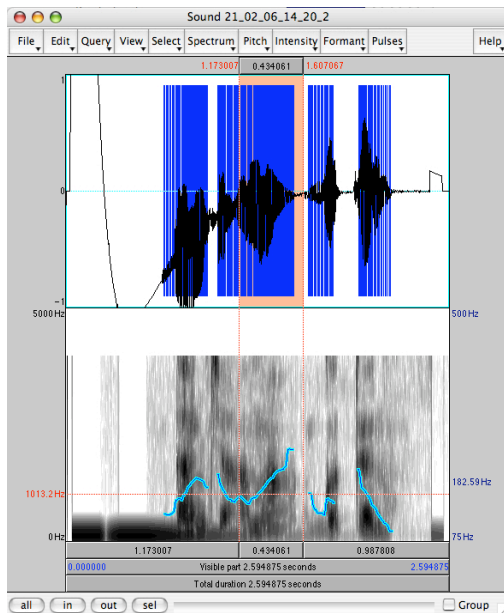 Sound 21_02_06_14_20_2
File Edit Query View Select Spectrum Pitch Intensity Formant Pulses Help
1.173007 0.434061 1.607067
1
0
-1
5000 Hz 500 Hz
1013.2 Hz 182.59 Hz
0 Hz 75 Hz
1.173007 0.434061 0.987808
0.000000 Visible part 2.594875 seconds 2.594875
Total duration 2.594875 seconds
all in out sel Group